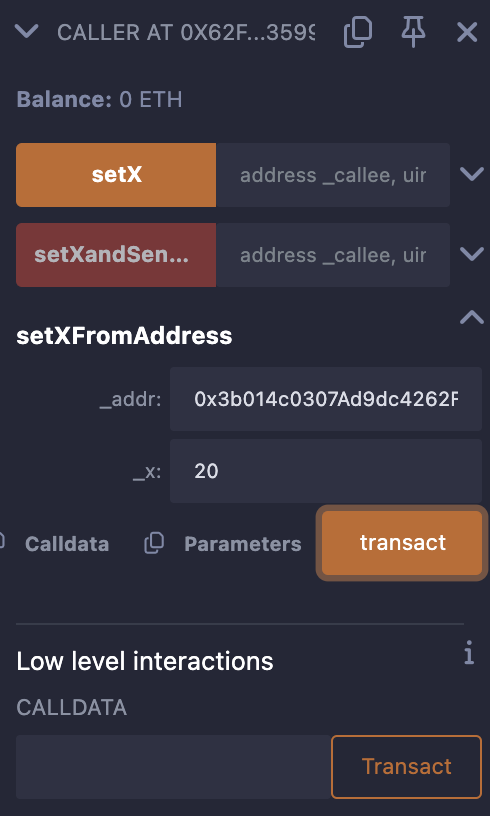 CALLER AT 0X62F...3599
Balance: 0 ETH
setX address _callee, uir
setXandSen... address _callee, uir
setXFromAddress
_addr: 0x3b014c0307Ad9dc4262F
_x: 20
Calldata Parameters transact
Low level interactions i
CALLDATA
Transact